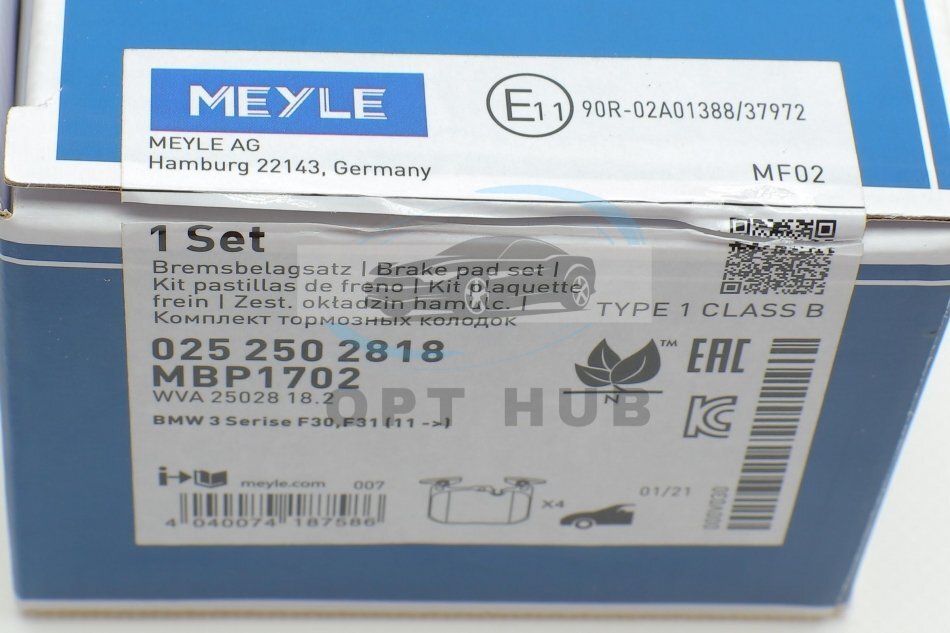 MEYLE
MEYLE AG
Hamburg 22143, Germany
E11 90R-02A01388/37972
MF02
1 Set
Bremsbelagsatz | Brake pad set |
Kit pastillas de freno | Kit plaquette
frein | Zest. okładzin hamulc. |
Комплект тормозных колодок
TYPE 1 CLASS B
025 250 2818
MBP1702
WVA 25028 18.2
BMW 3 Serise F30,F31 (11 ->)
N
™
EAC
KC
OPT HUB
i
meyle.com
007
4 040074 187586
X4
01/21